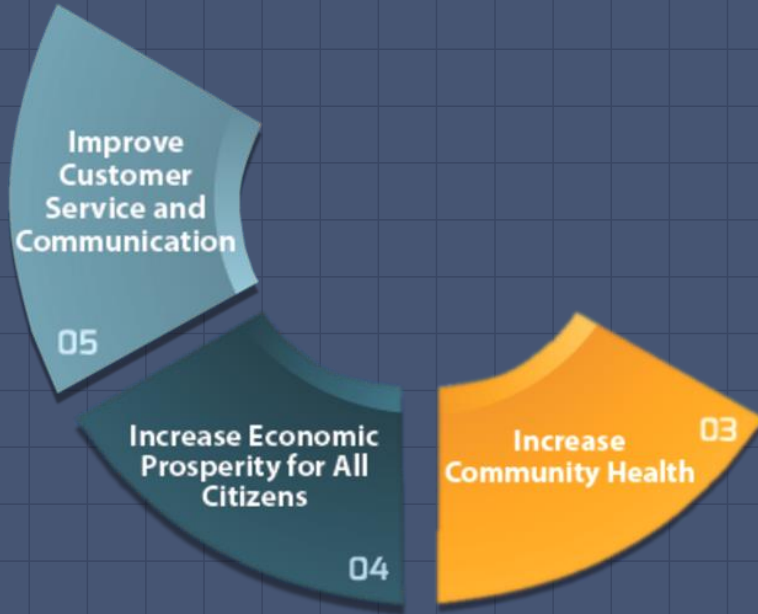 Improve
Customer
Service and
Communication
05
Increase Economic
Prosperity for All
Citizens
04
Increase
Community Health
03